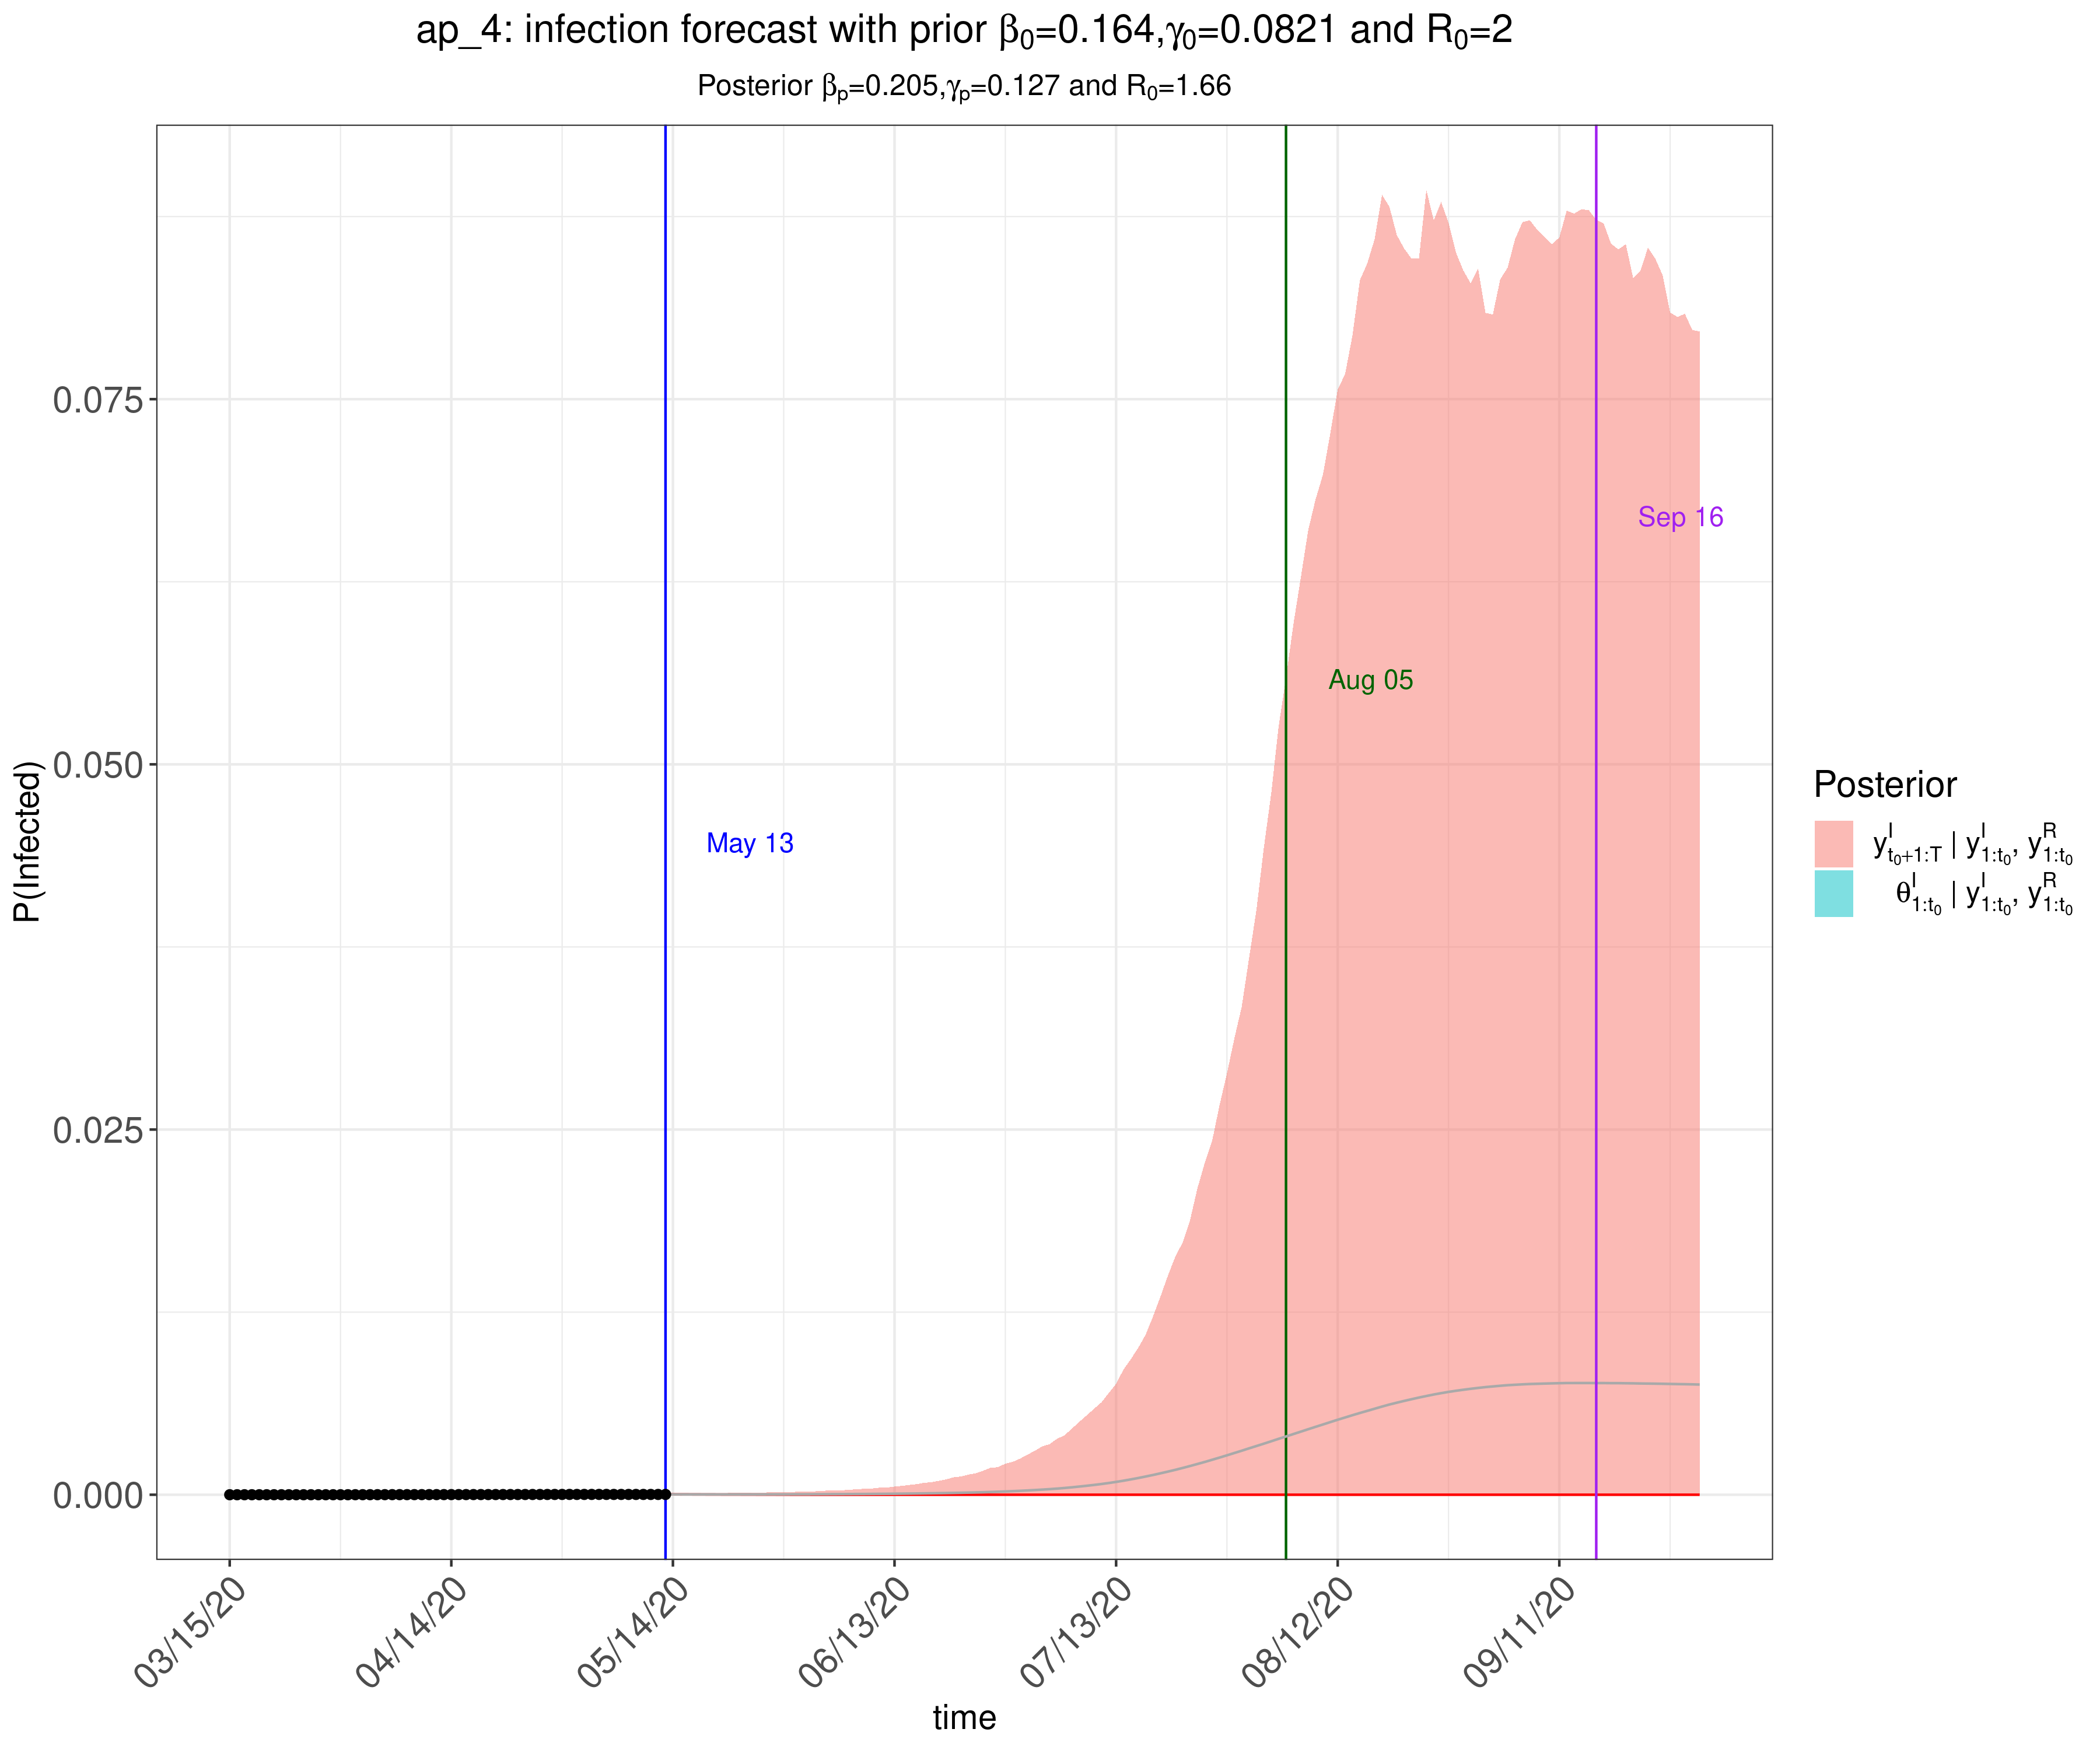 ap_4: infection forecast with prior β₀=0.164,γ₀=0.0821 and R₀=2
Posterior βₚ=0.205,γₚ=0.127 and R₀=1.66
P(Infected)
0.075
0.050
0.025
0.000
May 13
Aug 05
Sep 16
03/15/20
04/14/20
05/14/20
06/13/20
07/13/20
08/12/20
09/11/20
time
Posterior
y^I_{t₀+1:T} | y^I_{1:t₀}, y^R_{1:t₀}
θ^I_{1:t₀} | y^I_{1:t₀}, y^R_{1:t₀}